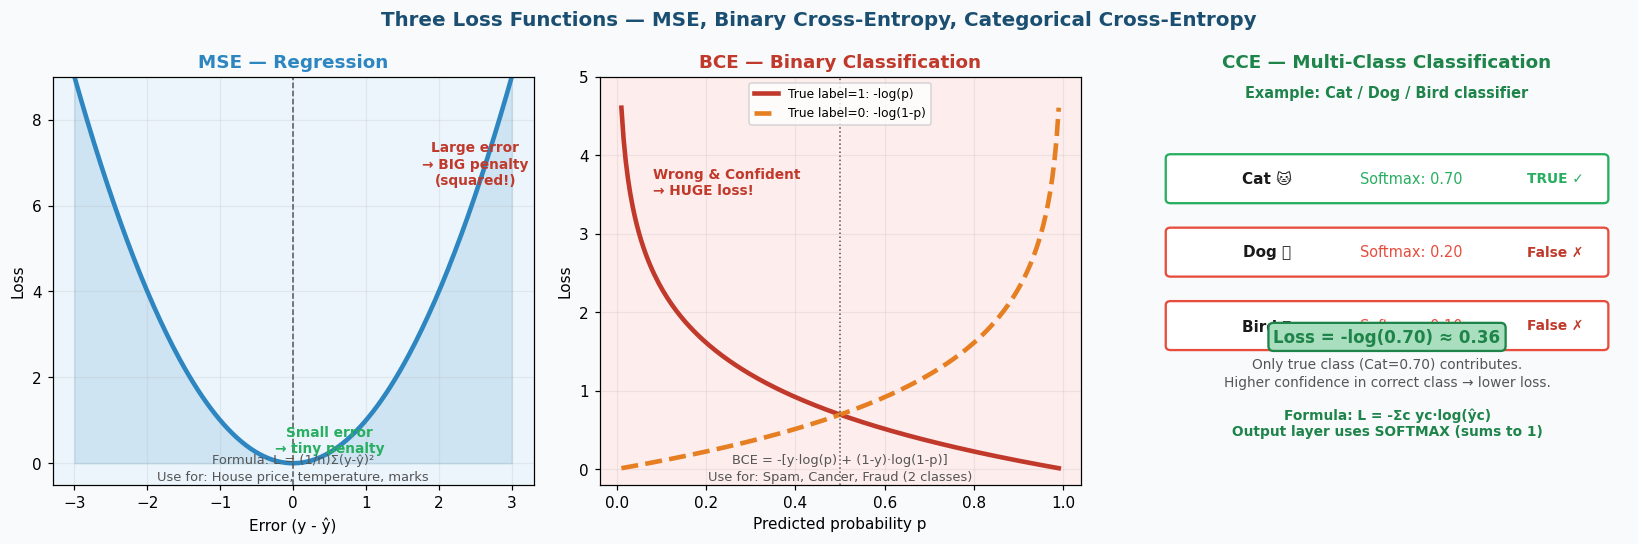 Three Loss Functions — MSE, Binary Cross-Entropy, Categorical Cross-Entropy
MSE — Regression
Loss
8
6
4
2
0
Large error
→ BIG penalty
(squared!)
Small error
→ tiny penalty
Formula: L = (1/n)Σ(y-ŷ)²
Use for: House price, temperature, marks
−3 −2 −1 0 1 2 3
Error (y - ŷ)
BCE — Binary Classification
Loss
5
4
3
2
1
0
True label=1: -log(p)
True label=0: -log(1-p)
Wrong & Confident
→ HUGE loss!
BCE = -[y·log(p) + (1-y)·log(1-p)]
Use for: Spam, Cancer, Fraud (2 classes)
0.0 0.2 0.4 0.6 0.8 1.0
Predicted probability p
CCE — Multi-Class Classification
Example: Cat / Dog / Bird classifier
Cat 🐱 Softmax: 0.70 TRUE ✓
Dog Softmax: 0.20 False ✗
Bird Softmax: 0.10 False ✗
Loss = -log(0.70) ≈ 0.36
Only true class (Cat=0.70) contributes.
Higher confidence in correct class → lower loss.
Formula: L = -Σc yc·log(ŷc)
Output layer uses SOFTMAX (sums to 1)